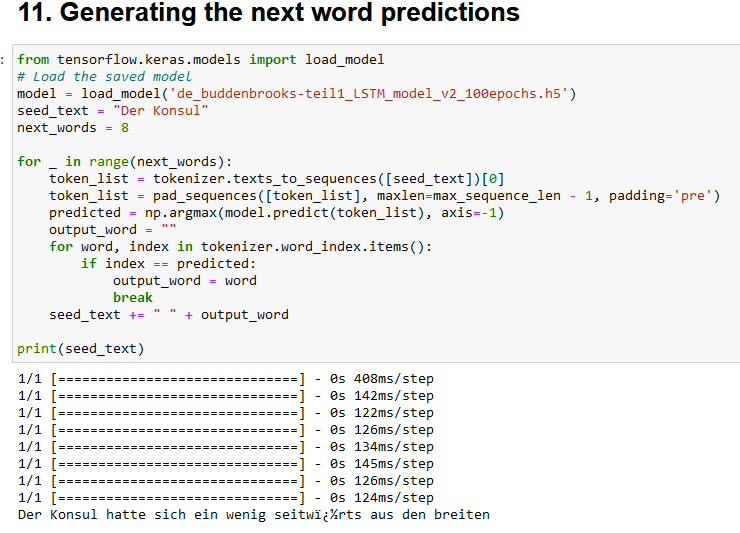 11. Generating the next word predictions
: from tensorflow.keras.models import load_model
# Load the saved model
model = load_model('de_buddenbrooks-teil1_LSTM_model_v2_100epochs.h5')
seed_text = "Der Konsul"
next_words = 8
for _ in range(next_words):
token_list = tokenizer.texts_to_sequences([seed_text])[0]
token_list = pad_sequences([token_list], maxlen=max_sequence_len - 1, padding='pre')
predicted = np.argmax(model.predict(token_list), axis=-1)
output_word = ""
for word, index in tokenizer.word_index.items():
if index == predicted:
output_word = word
break
seed_text += " " + output_word
print(seed_text)
1/1 [==============================] - 0s 408ms/step
1/1 [==============================] - 0s 142ms/step
1/1 [==============================] - 0s 122ms/step
1/1 [==============================] - 0s 126ms/step
1/1 [==============================] - 0s 134ms/step
1/1 [==============================] - 0s 145ms/step
1/1 [==============================] - 0s 126ms/step
1/1 [==============================] - 0s 124ms/step
Der Konsul hatte sich ein wenig seitwï¿½rts aus den breiten